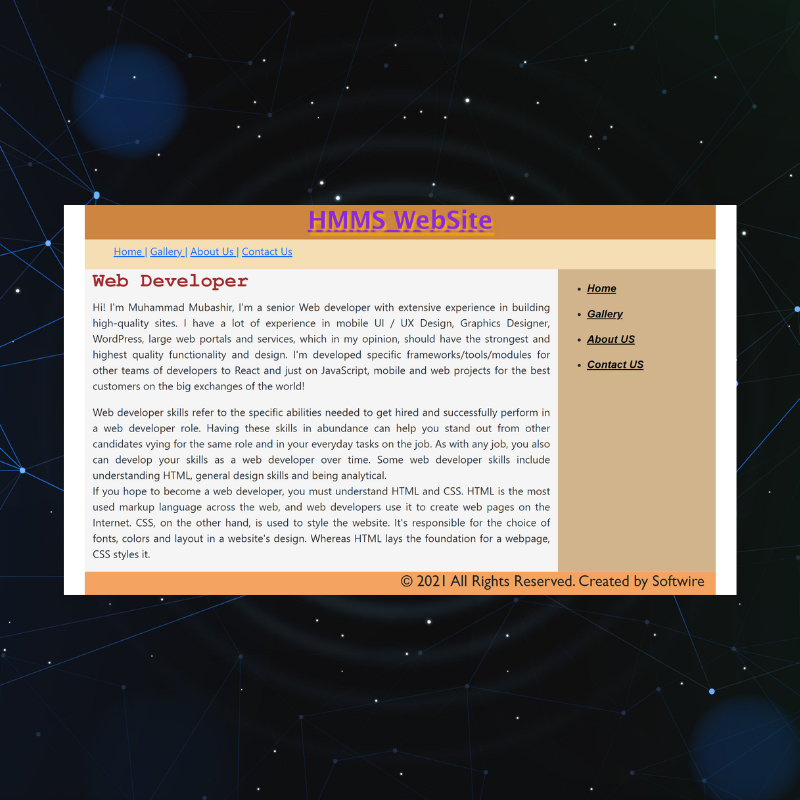 HMMS WebSite
Home | Gallery | About Us | Contact Us
Web Developer
Hi! I'm Muhammad Mubashir, I'm a senior Web developer with extensive experience in building
high-quality sites. I have a lot of experience in mobile UI / UX Design, Graphics Designer,
WordPress, large web portals and services, which in my opinion, should have the strongest and
highest quality functionality and design. I'm developed specific frameworks/tools/modules for
other teams of developers to React and just on JavaScript, mobile and web projects for the best
customers on the big exchanges of the world!
Web developer skills refer to the specific abilities needed to get hired and successfully perform in
a web developer role. Having these skills in abundance can help you stand out from other
candidates vying for the same role and in your everyday tasks on the job. As with any job, you also
can develop your skills as a web developer over time. Some web developer skills include
understanding HTML, general design skills and being analytical.
If you hope to become a web developer, you must understand HTML and CSS. HTML is the most
used markup language across the web, and web developers use it to create web pages on the
Internet. CSS, on the other hand, is used to style the website. It's responsible for the choice of
fonts, colors and layout in a website's design. Whereas HTML lays the foundation for a webpage,
CSS styles it.
• Home
• Gallery
• About US
• Contact US
© 2021 All Rights Reserved. Created by Softwire